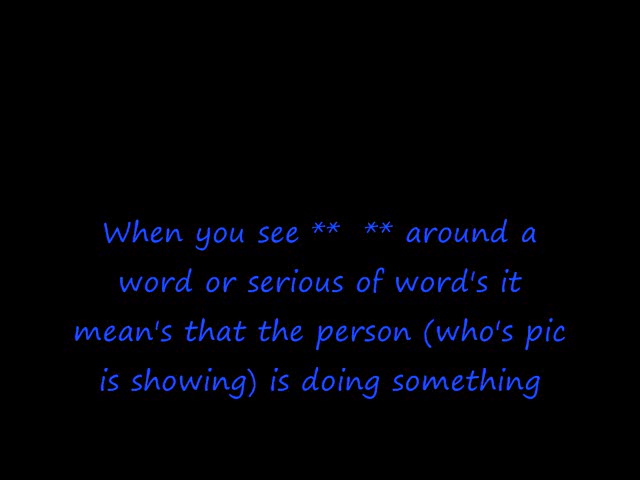 When you see **  ** around a
word or serious of word's it
mean's that the person (who's pic
is showing) is doing something